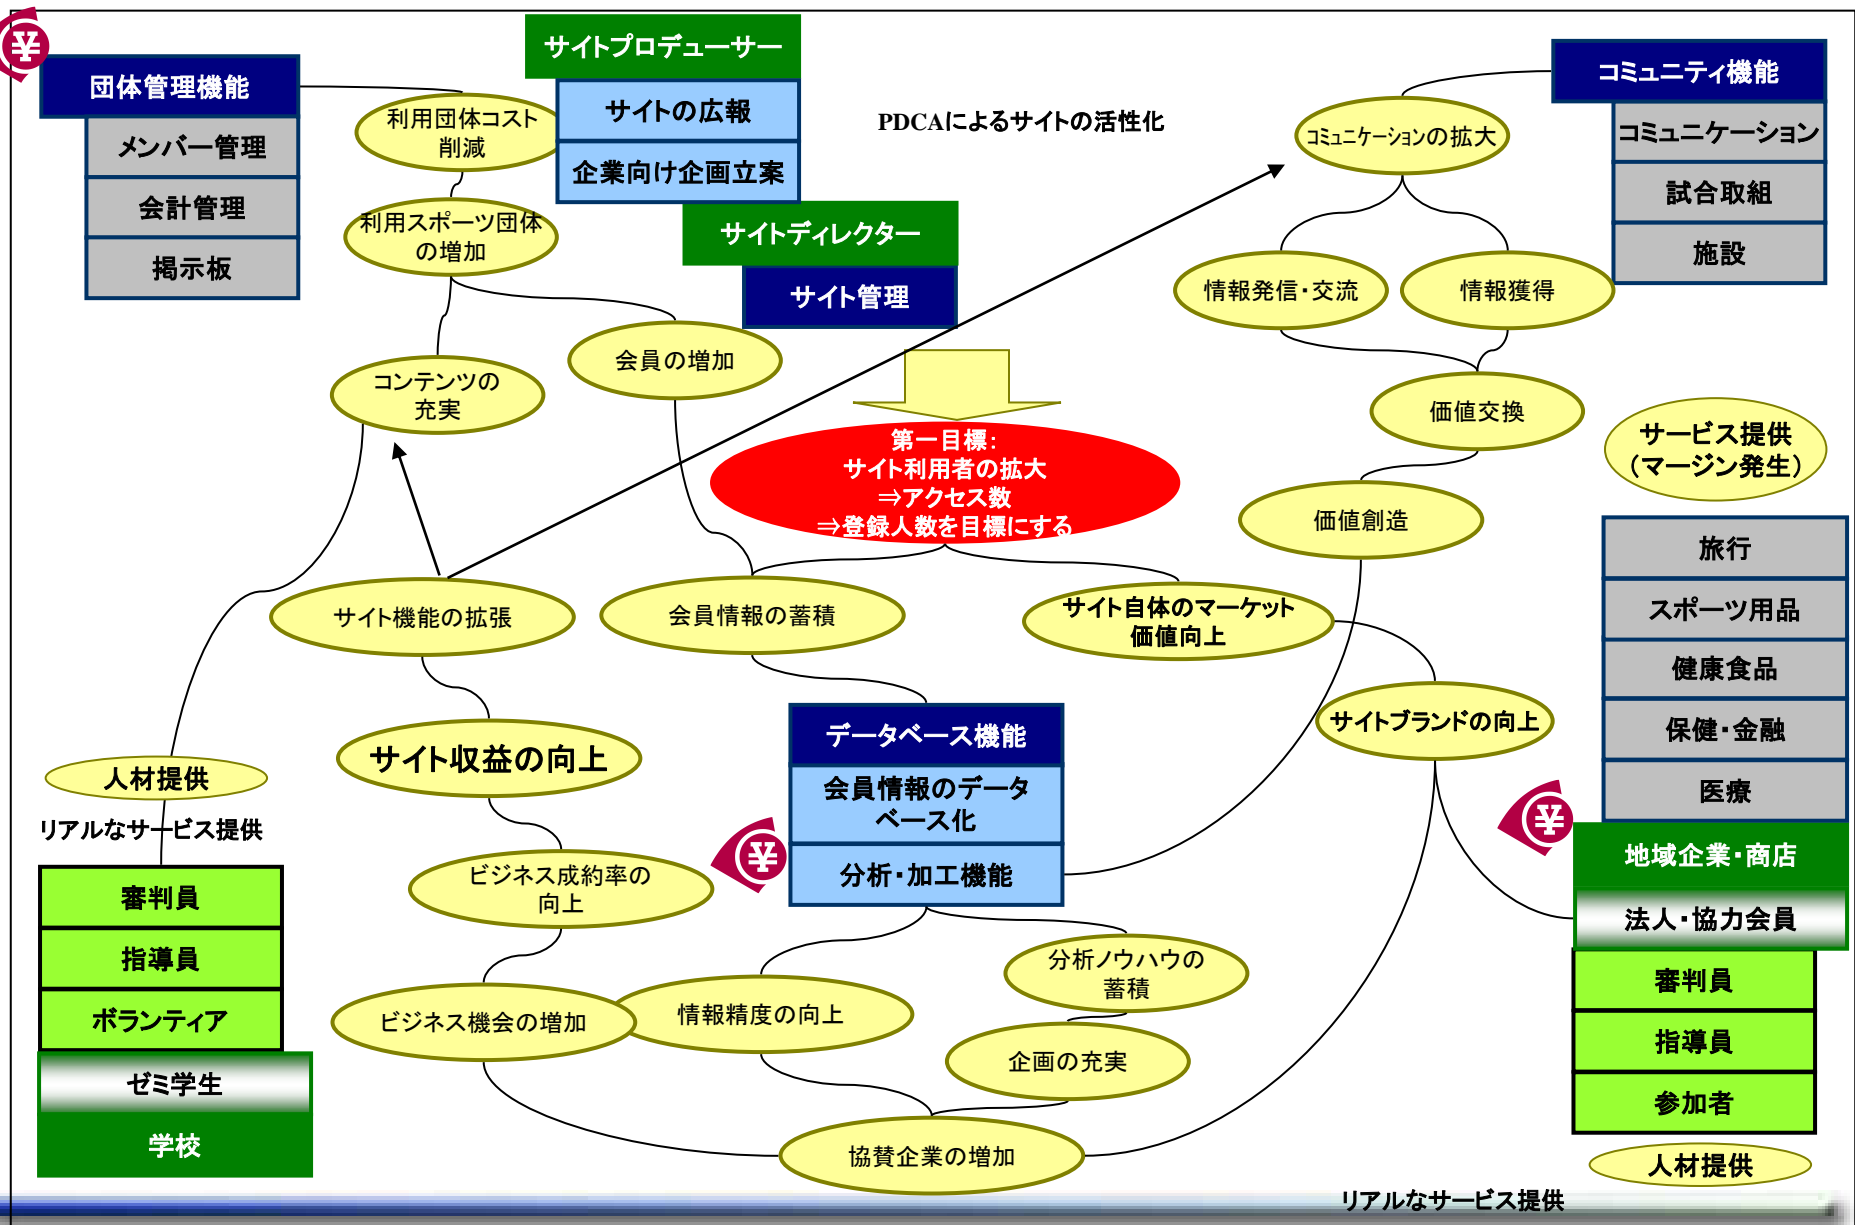 ¥
団体管理機能
メンバー管理
会計管理
掲示板
利用団体コスト
削減
利用スポーツ団体
の増加
コンテンツの
充実
サイトプロデューサー
サイトの広報
企業向け企画立案
サイトディレクター
サイト管理
会員の増加
PDCAによるサイトの活性化
コミュニティ機能
コミュニケーション
試合取組
施設
コミュニケーションの拡大
情報発信・交流
情報獲得
価値交換
価値創造
第一目標：
サイト利用者の拡大
⇒アクセス数
⇒登録人数を目標にする
サービス提供
（マージン発生）
旅行
スポーツ用品
健康食品
保健・金融
医療
¥
地域企業・商店
法人・協力会員
審判員
指導員
参加者
人材提供
リアルなサービス提供
サイト機能の拡張
会員情報の蓄積
サイト自体のマーケット
価値向上
サイトブランドの向上
サイト収益の向上
データベース機能
会員情報のデータ
ベース化
分析・加工機能
¥
人材提供
リアルなサービス提供
審判員
指導員
ボランティア
ゼミ学生
学校
ビジネス成約率の
向上
ビジネス機会の増加
情報精度の向上
分析ノウハウの
蓄積
企画の充実
協賛企業の増加